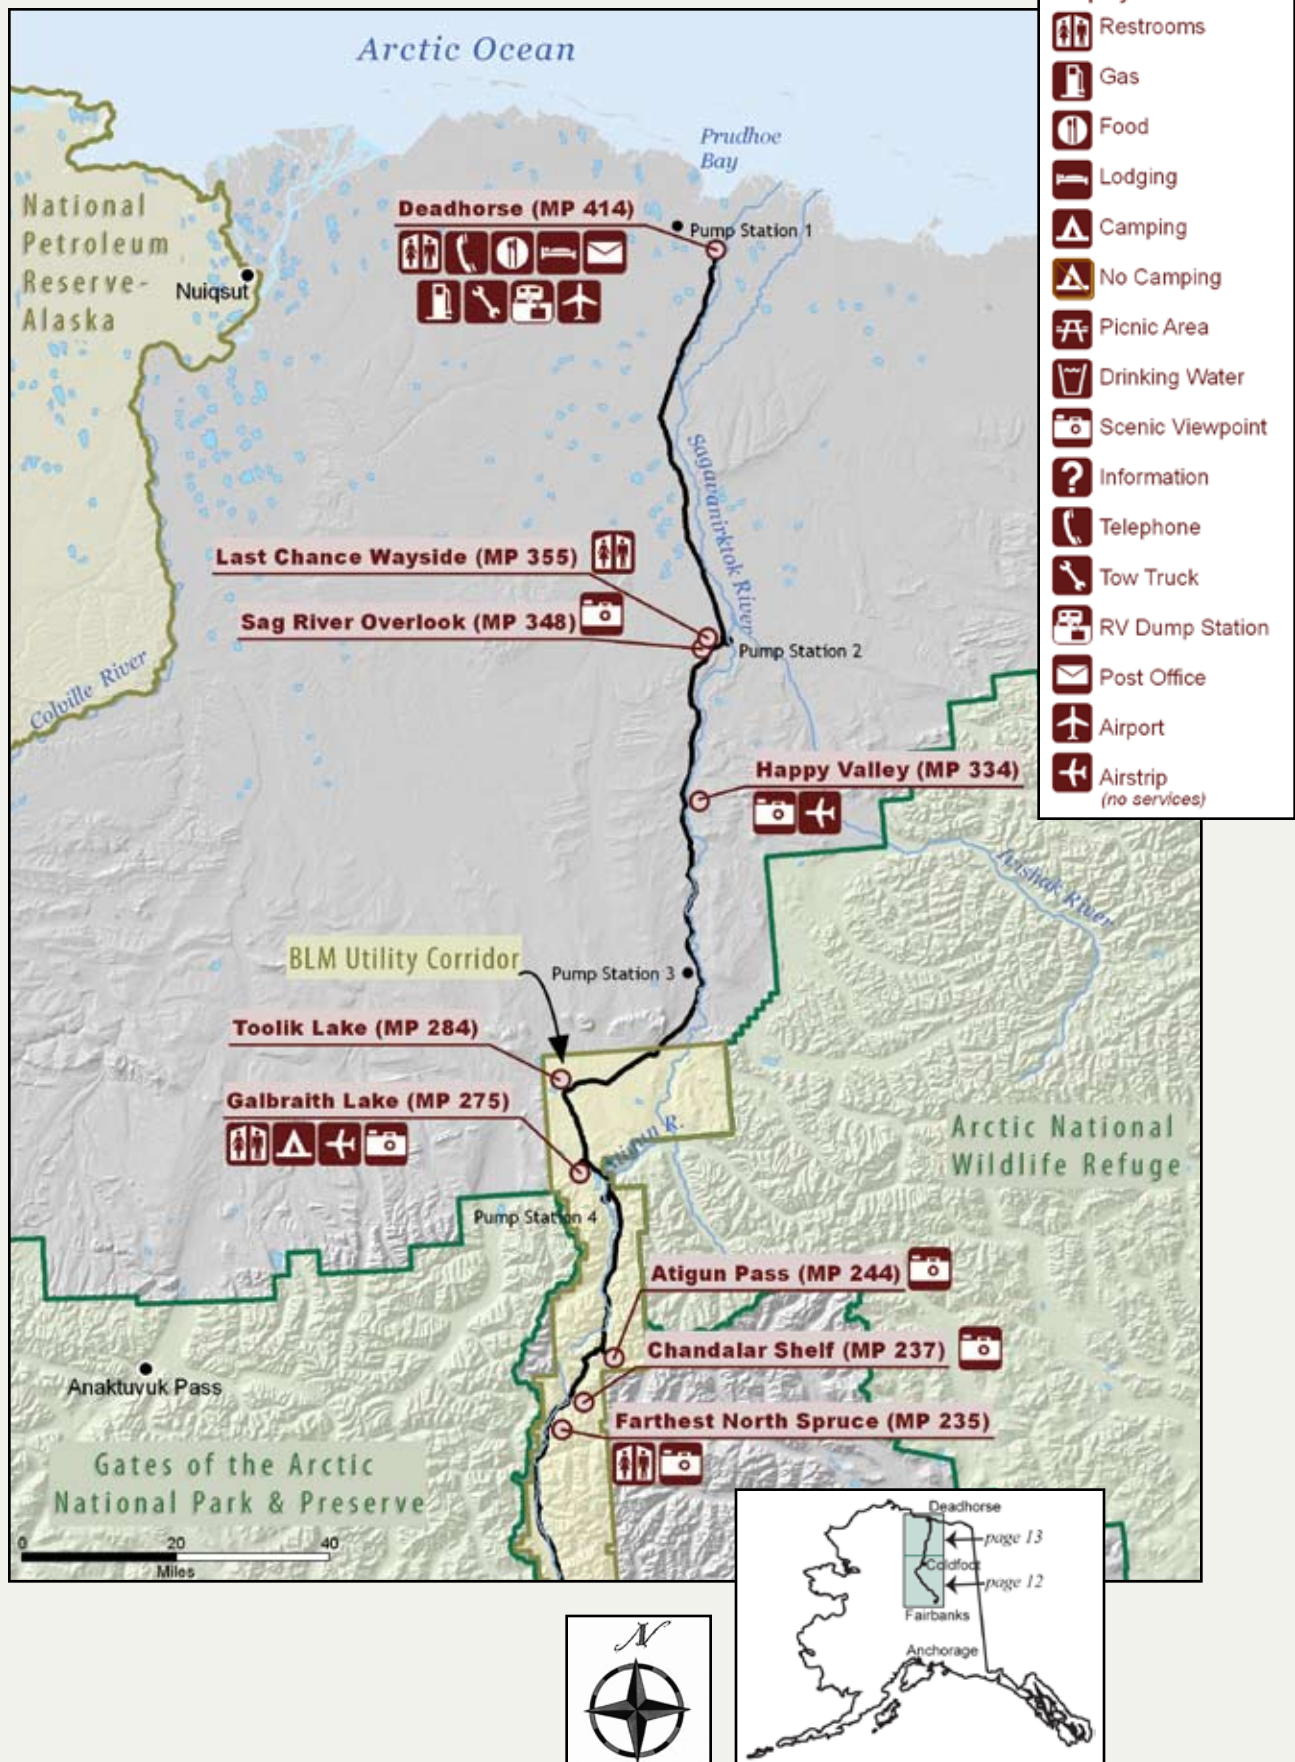 Restrooms
Gas
Food
Lodging
Camping
No Camping
Picnic Area
Drinking Water
Scenic Viewpoint
Information
Telephone
Tow Truck
RV Dump Station
Post Office
Airport
Airstrip
(no services)
Arctic Ocean
Prudhoe
Bay
National
Petroleum
Reserve-
Alaska
Nuiqsut
Deadhorse (MP 414)
Pump Station 1
Sagavanirktok River
Last Chance Wayside (MP 355)
Sag River Overlook (MP 348)
Pump Station 2
Colville River
Happy Valley (MP 334)
Ivishak River
BLM Utility Corridor
Pump Station 3
Toolik Lake (MP 284)
Galbraith Lake (MP 275)
Atigun R.
Arctic National
Wildlife Refuge
Pump Station 4
Atigun Pass (MP 244)
Chandalar Shelf (MP 237)
Anaktuvuk Pass
Farthest North Spruce (MP 235)
Gates of the Arctic
National Park & Preserve
0 20 40
Miles
Deadhorse
page 13
Coldfoot
page 12
Fairbanks
Anchorage
N